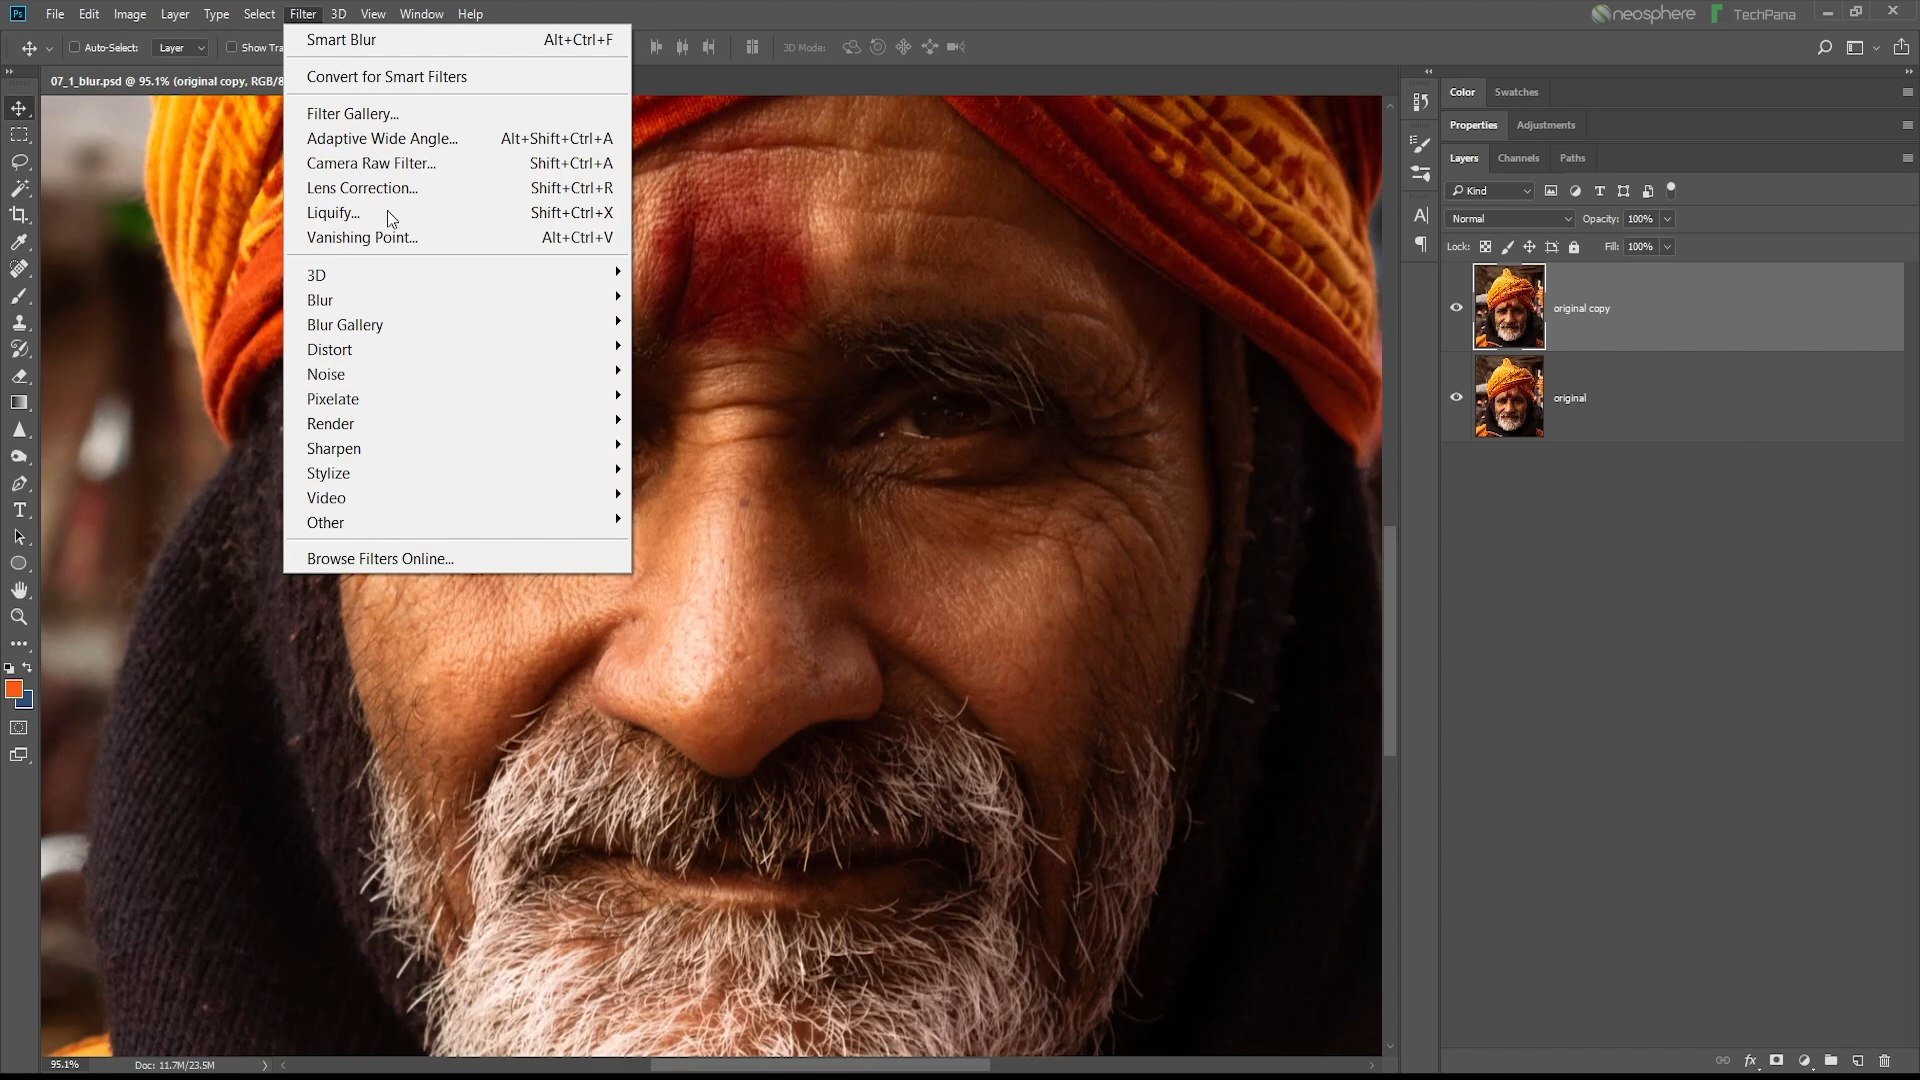 Ps File Edit Image Layer Type Select Filter 3D View Window Help neosphere TechPana
Auto-Select: Layer Show Tra 3D Mode:
07_1_blur.psd @ 95.1% (original copy, RGB/8
Smart Blur Alt+Ctrl+F
Convert for Smart Filters
Filter Gallery...
Adaptive Wide Angle... Alt+Shift+Ctrl+A
Camera Raw Filter... Shift+Ctrl+A
Lens Correction... Shift+Ctrl+R
Liquify... Shift+Ctrl+X
Vanishing Point... Alt+Ctrl+V
3D
Blur
Blur Gallery
Distort
Noise
Pixelate
Render
Sharpen
Stylize
Video
Other
Browse Filters Online...
Color Swatches
Properties Adjustments
Layers Channels Paths
Kind
Normal Opacity: 100%
Lock: Fill: 100%
original copy
original
95.1% Doc: 11.7M/23.5M